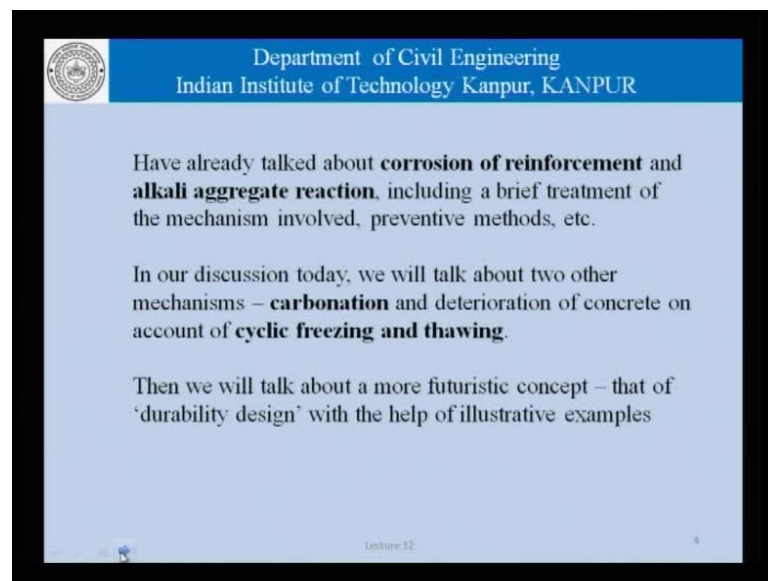 Department of Civil Engineering
Indian Institute of Technology Kanpur, KANPUR
Have already talked about corrosion of reinforcement and
alkali aggregate reaction, including a brief treatment of
the mechanism involved, preventive methods, etc.
In our discussion today, we will talk about two other
mechanisms – carbonation and deterioration of concrete on
account of cyclic freezing and thawing.
Then we will talk about a more futuristic concept – that of
‘durability design’ with the help of illustrative examples
Lecture 32
4